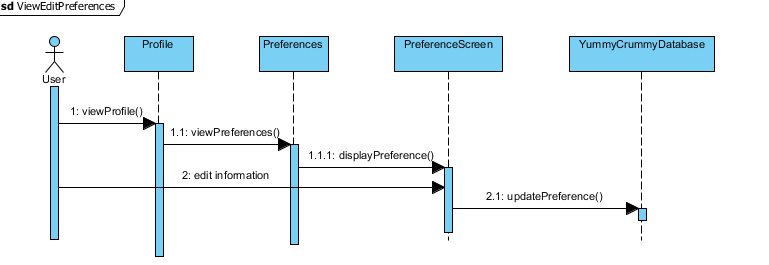 sd ViewEditPreferences
Profile
Preferences
PreferenceScreen
YummyCrummyDatabase
User
1: viewProfile()
1.1: viewPreferences()
1.1.1: displayPreference()
2: edit information
2.1: updatePreference()